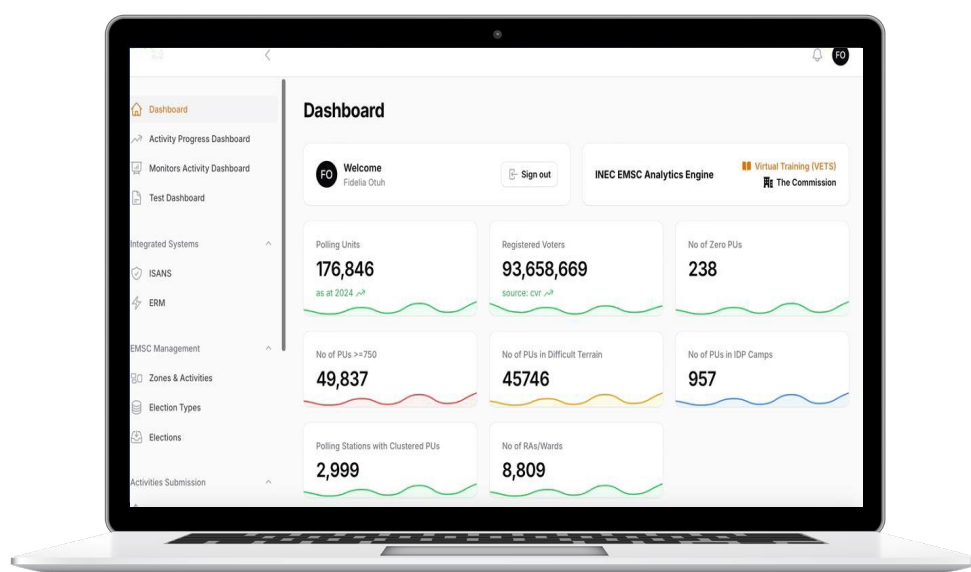 FO
Dashboard
Activity Progress Dashboard
Monitors Activity Dashboard
Test Dashboard
Integrated Systems
ISANS
ERM
EMSC Management
Zones & Activities
Election Types
Elections
Activities Submission
Dashboard
FO
Welcome
Fidelia Otuh
Sign out
INEC EMSC Analytics Engine
Virtual Training (VETS)
The Commission
Polling Units
176,846
as at 2024
Registered Voters
93,658,669
source: cvr
No of Zero PUs
238
No of PUs >=750
49,837
No of PUs in Difficult Terrain
45746
No of PUs in IDP Camps
957
Polling Stations with Clustered PUs
2,999
No of RAs/Wards
8,809